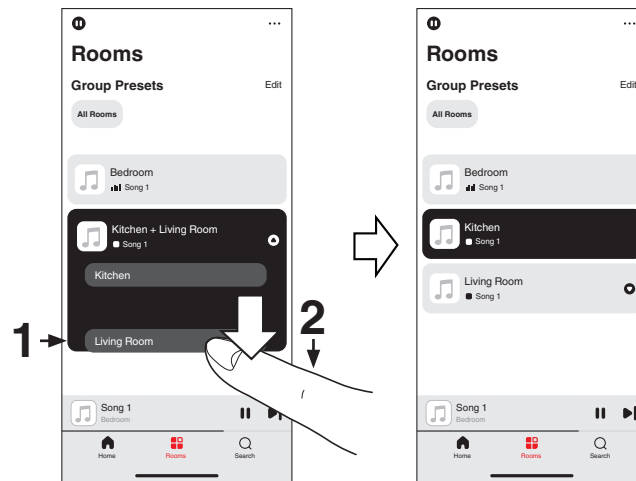 Rooms
Group Presets
Edit
All Rooms
Bedroom
Song 1
Kitchen + Living Room
Song 1
Kitchen
Living Room
1
2
Song 1
Bedroom
Home
Rooms
Search
Rooms
Group Presets
Edit
All Rooms
Bedroom
Song 1
Kitchen
Song 1
Living Room
Song 1
Song 1
Bedroom
Home
Rooms
Search